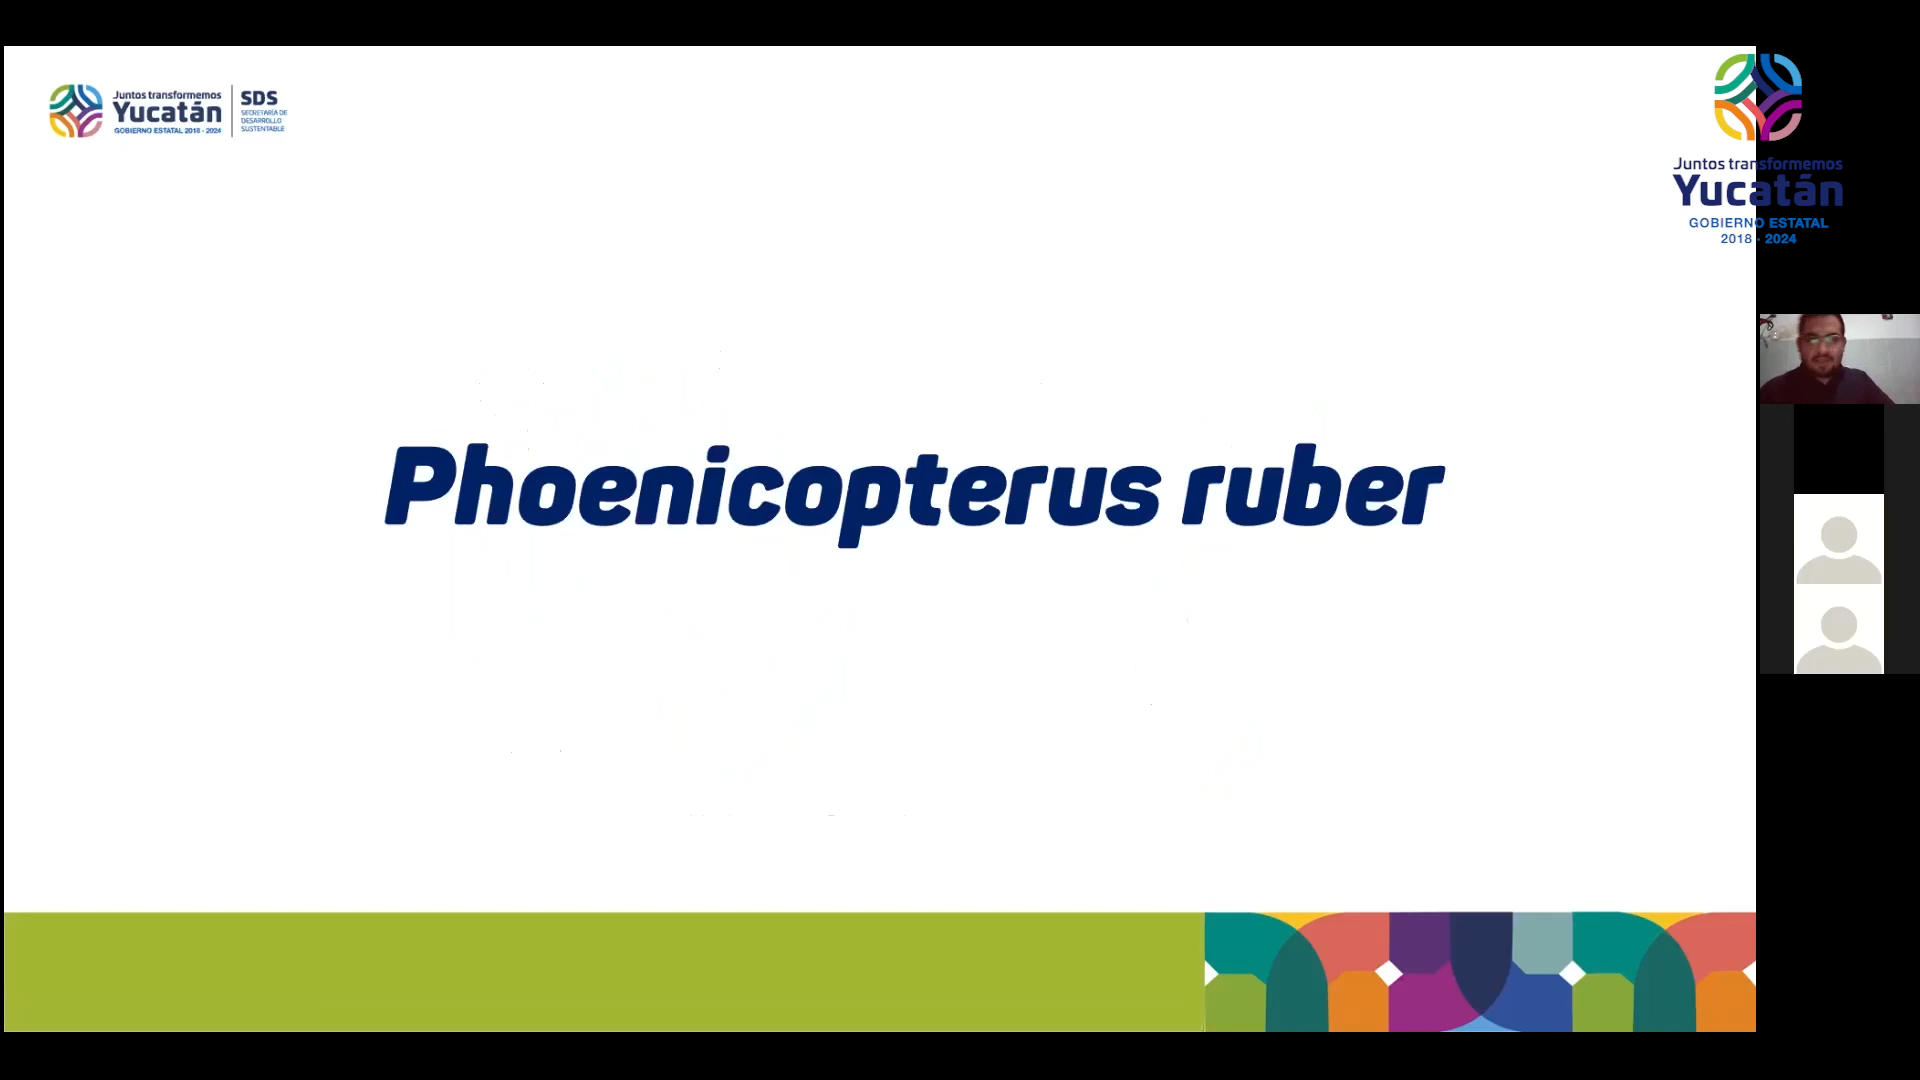 Juntos transformemos
Yucatán
GOBIERNO ESTATAL 2018 - 2024
SDS
SECRETARÍA DE
DESARROLLO
SUSTENTABLE
Juntos transformemos
Yucatán
GOBIERNO ESTATAL
2018 - 2024
Phoenicopterus ruber